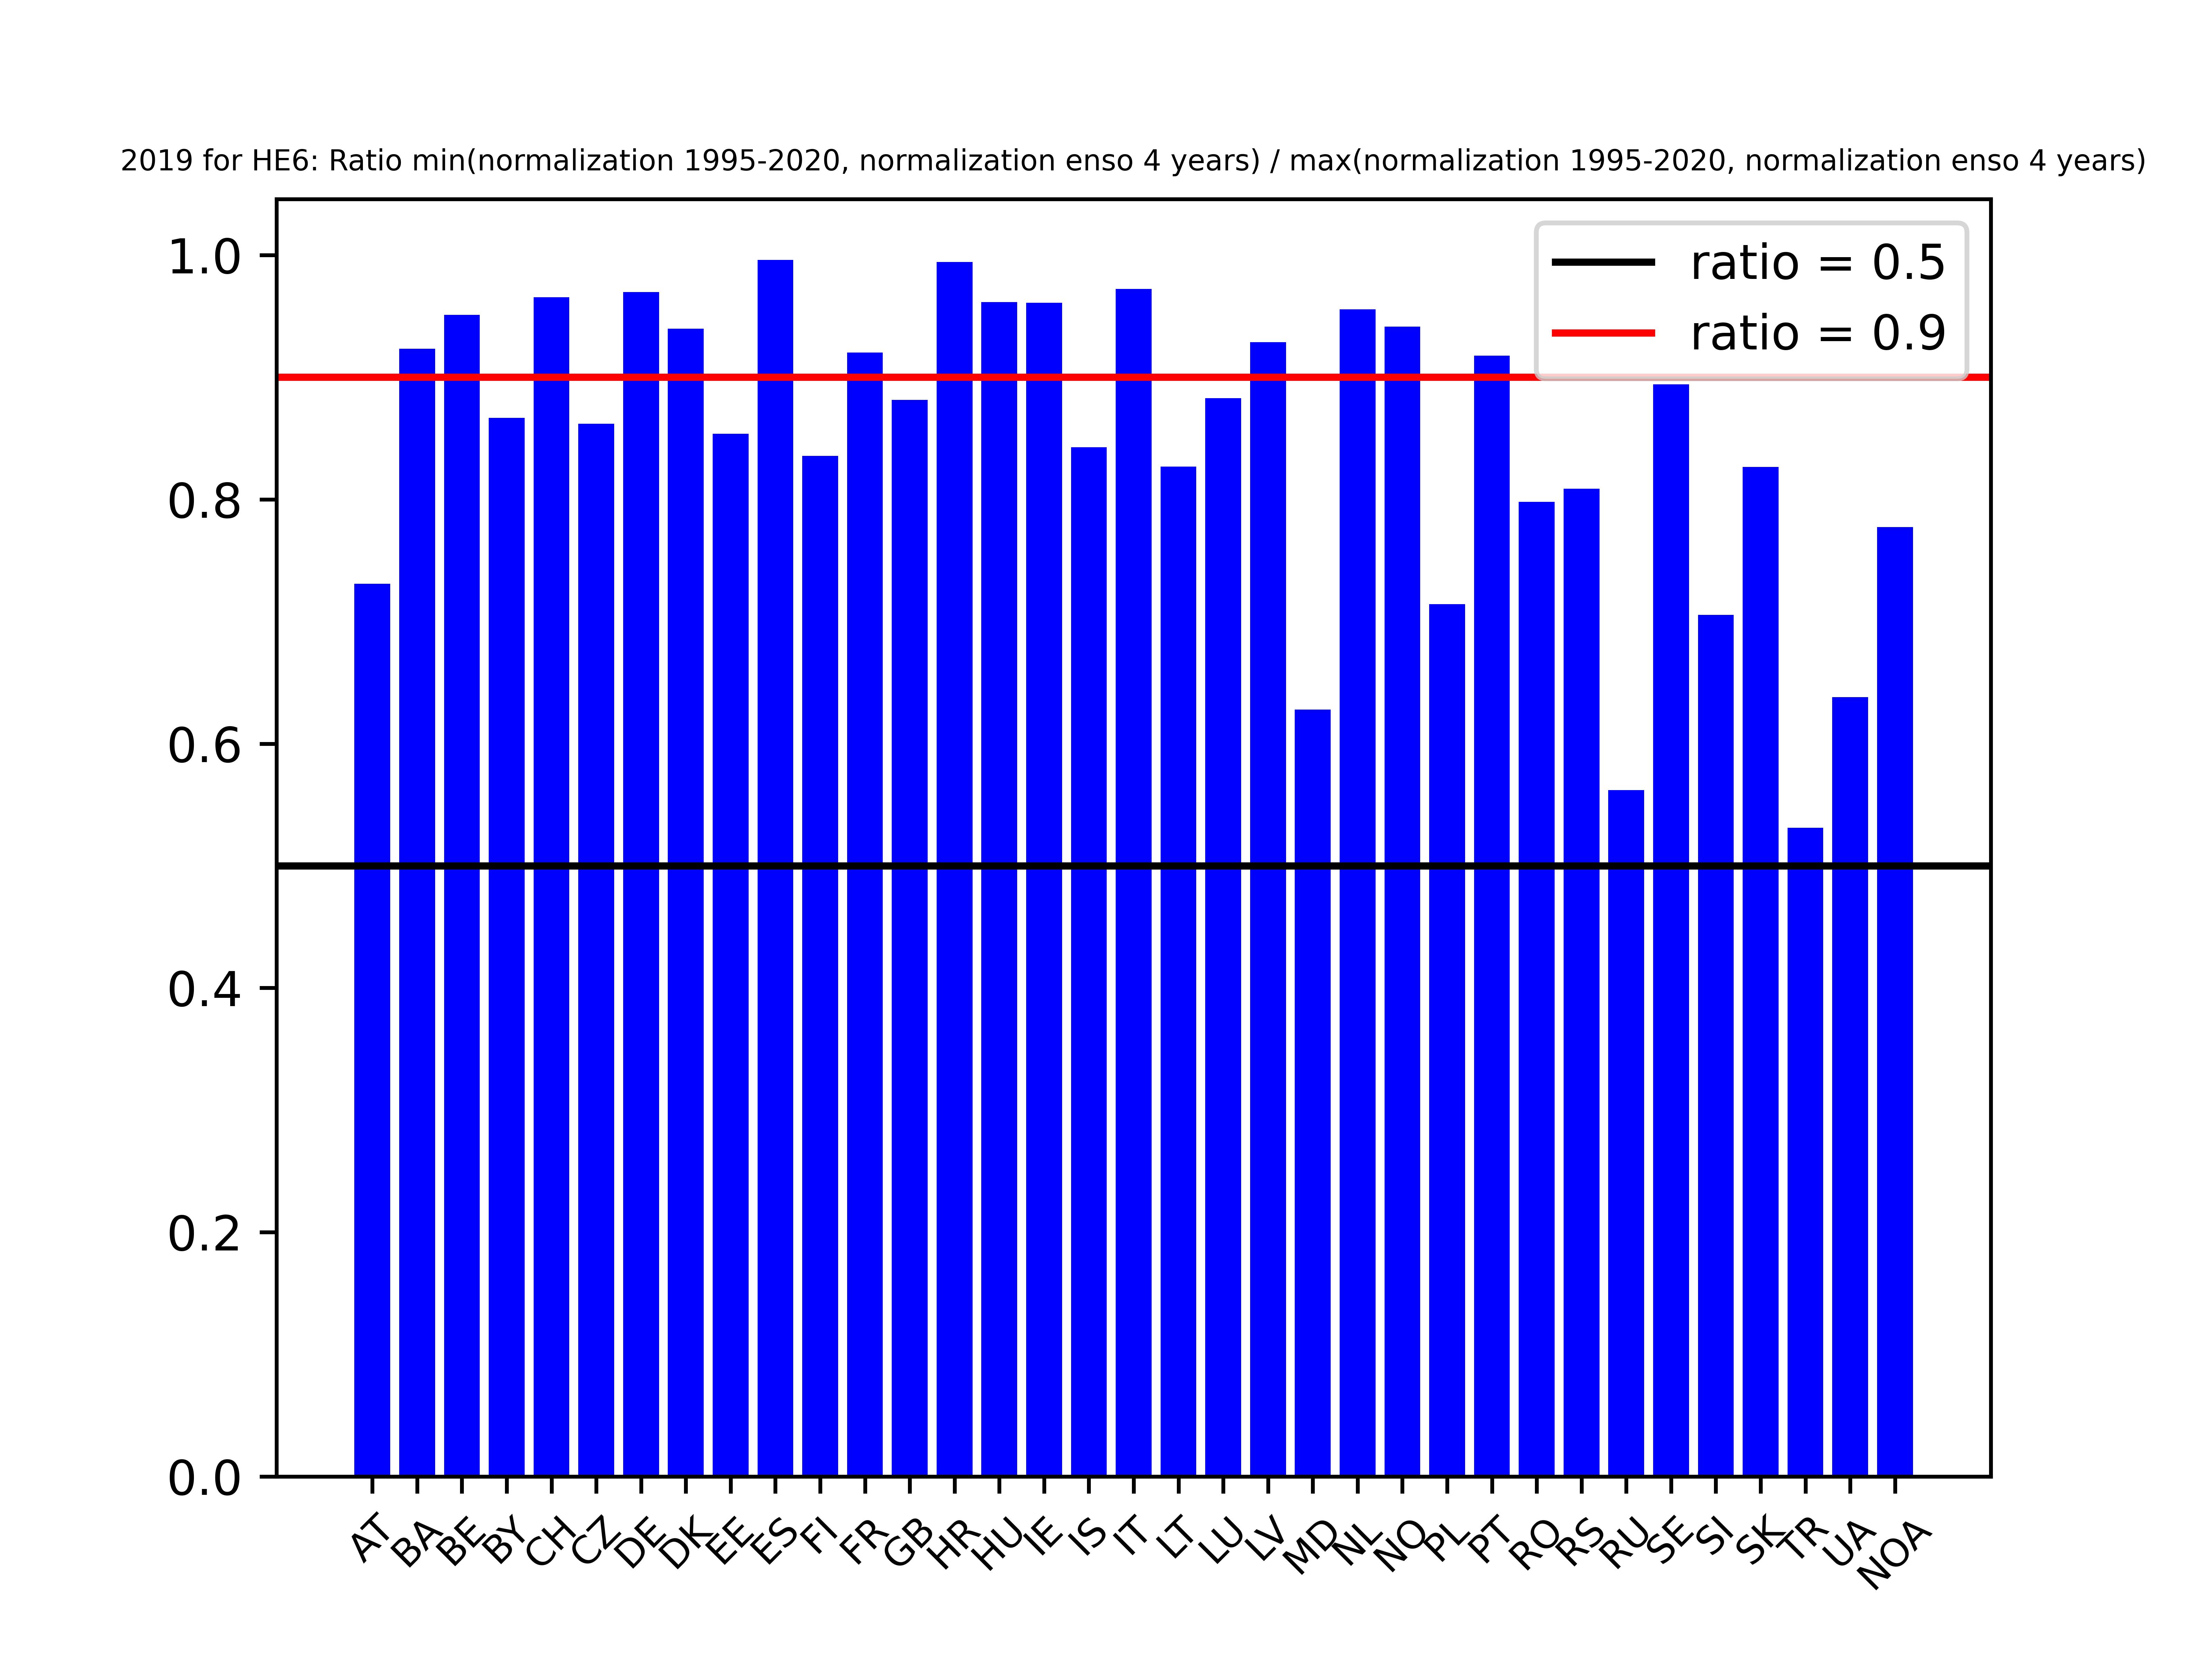 2019 for HE6: Ratio min(normalization 1995-2020, normalization enso 4 years) / max(normalization 1995-2020, normalization enso 4 years)
ratio = 0.5
ratio = 0.9
1.0
0.8
0.6
0.4
0.2
0.0
AT BA BE BY CH CZ DE DK EE ES FI FR GB HR HU IE IS IT LT LU LV MD NL NO PL PT RO RS RU SE SI SK TR UA NOA